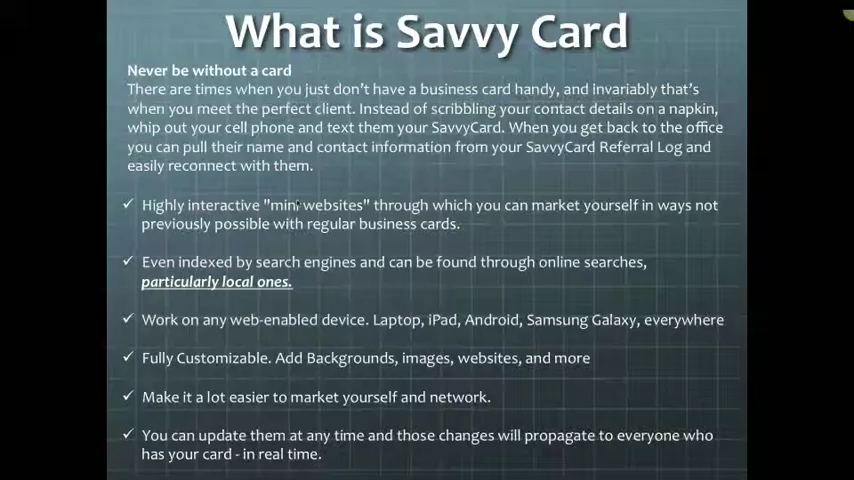 What is Savvy Card
Never be without a card
There are times when you just don't have a business card handy, and invariably that's
when you meet the perfect client. Instead of scribbling your contact details on a napkin,
whip out your cell phone and text them your SavvyCard. When you get back to the office
you can pull their name and contact information from your SavvyCard Referral Log and
easily reconnect with them.
✓ Highly interactive "mini websites" through which you can market yourself in ways not
previously possible with regular business cards.
✓ Even indexed by search engines and can be found through online searches,
particularly local ones.
✓ Work on any web-enabled device. Laptop, iPad, Android, Samsung Galaxy, everywhere
✓ Fully Customizable. Add Backgrounds, images, websites, and more
✓ Make it a lot easier to market yourself and network.
✓ You can update them at any time and those changes will propagate to everyone who
has your card - in real time.